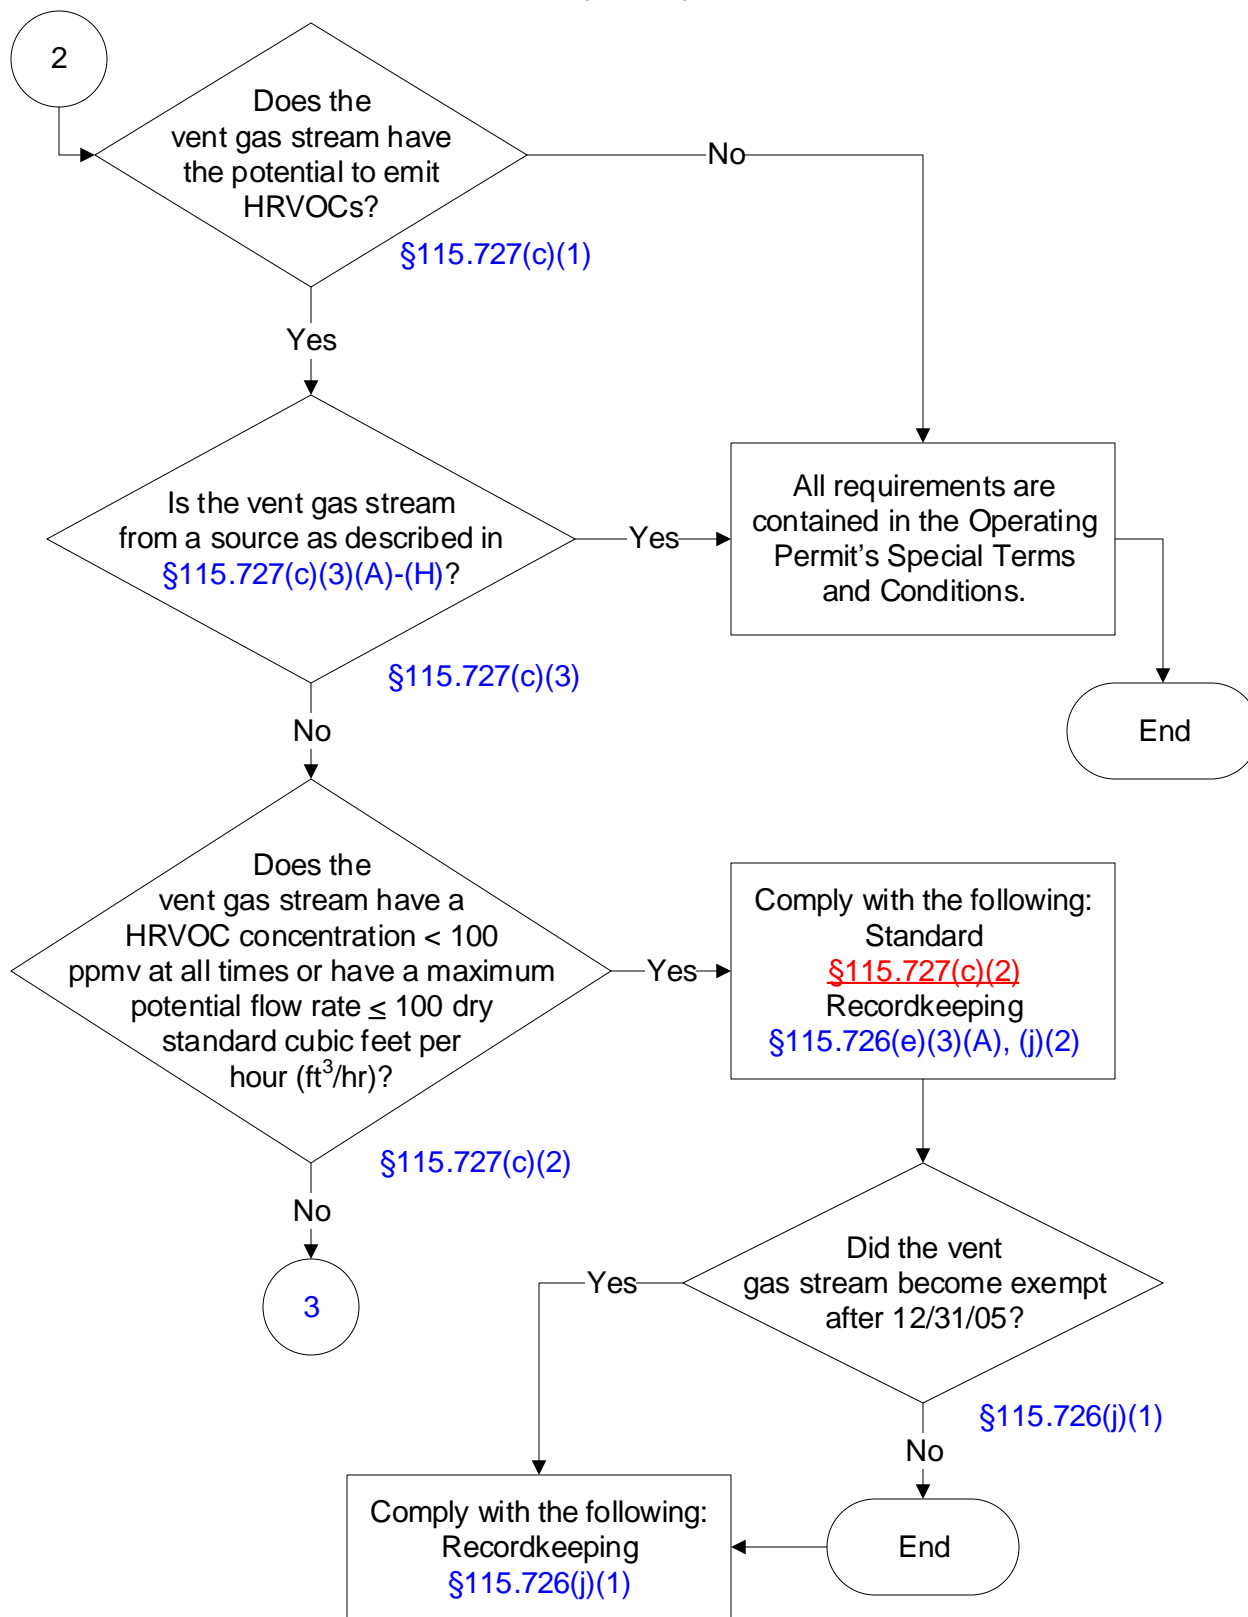 2
Does the
vent gas stream have
the potential to emit
HRVOCs?
No
§115.727(c)(1)
Yes
Is the vent gas stream
from a source as described in
§115.727(c)(3)(A)-(H)?
Yes
All requirements are
contained in the Operating
Permit's Special Terms
and Conditions.
§115.727(c)(3)
End
No
Does the
vent gas stream have a
HRVOC concentration < 100
ppmv at all times or have a maximum
potential flow rate ≤ 100 dry
standard cubic feet per
hour (ft³/hr)?
Yes
Comply with the following:
Standard
§115.727(c)(2)
Recordkeeping
§115.726(e)(3)(A), (j)(2)
§115.727(c)(2)
No
3
Did the vent
gas stream become exempt
after 12/31/05?
Yes
§115.726(j)(1)
No
Comply with the following:
Recordkeeping
§115.726(j)(1)
End